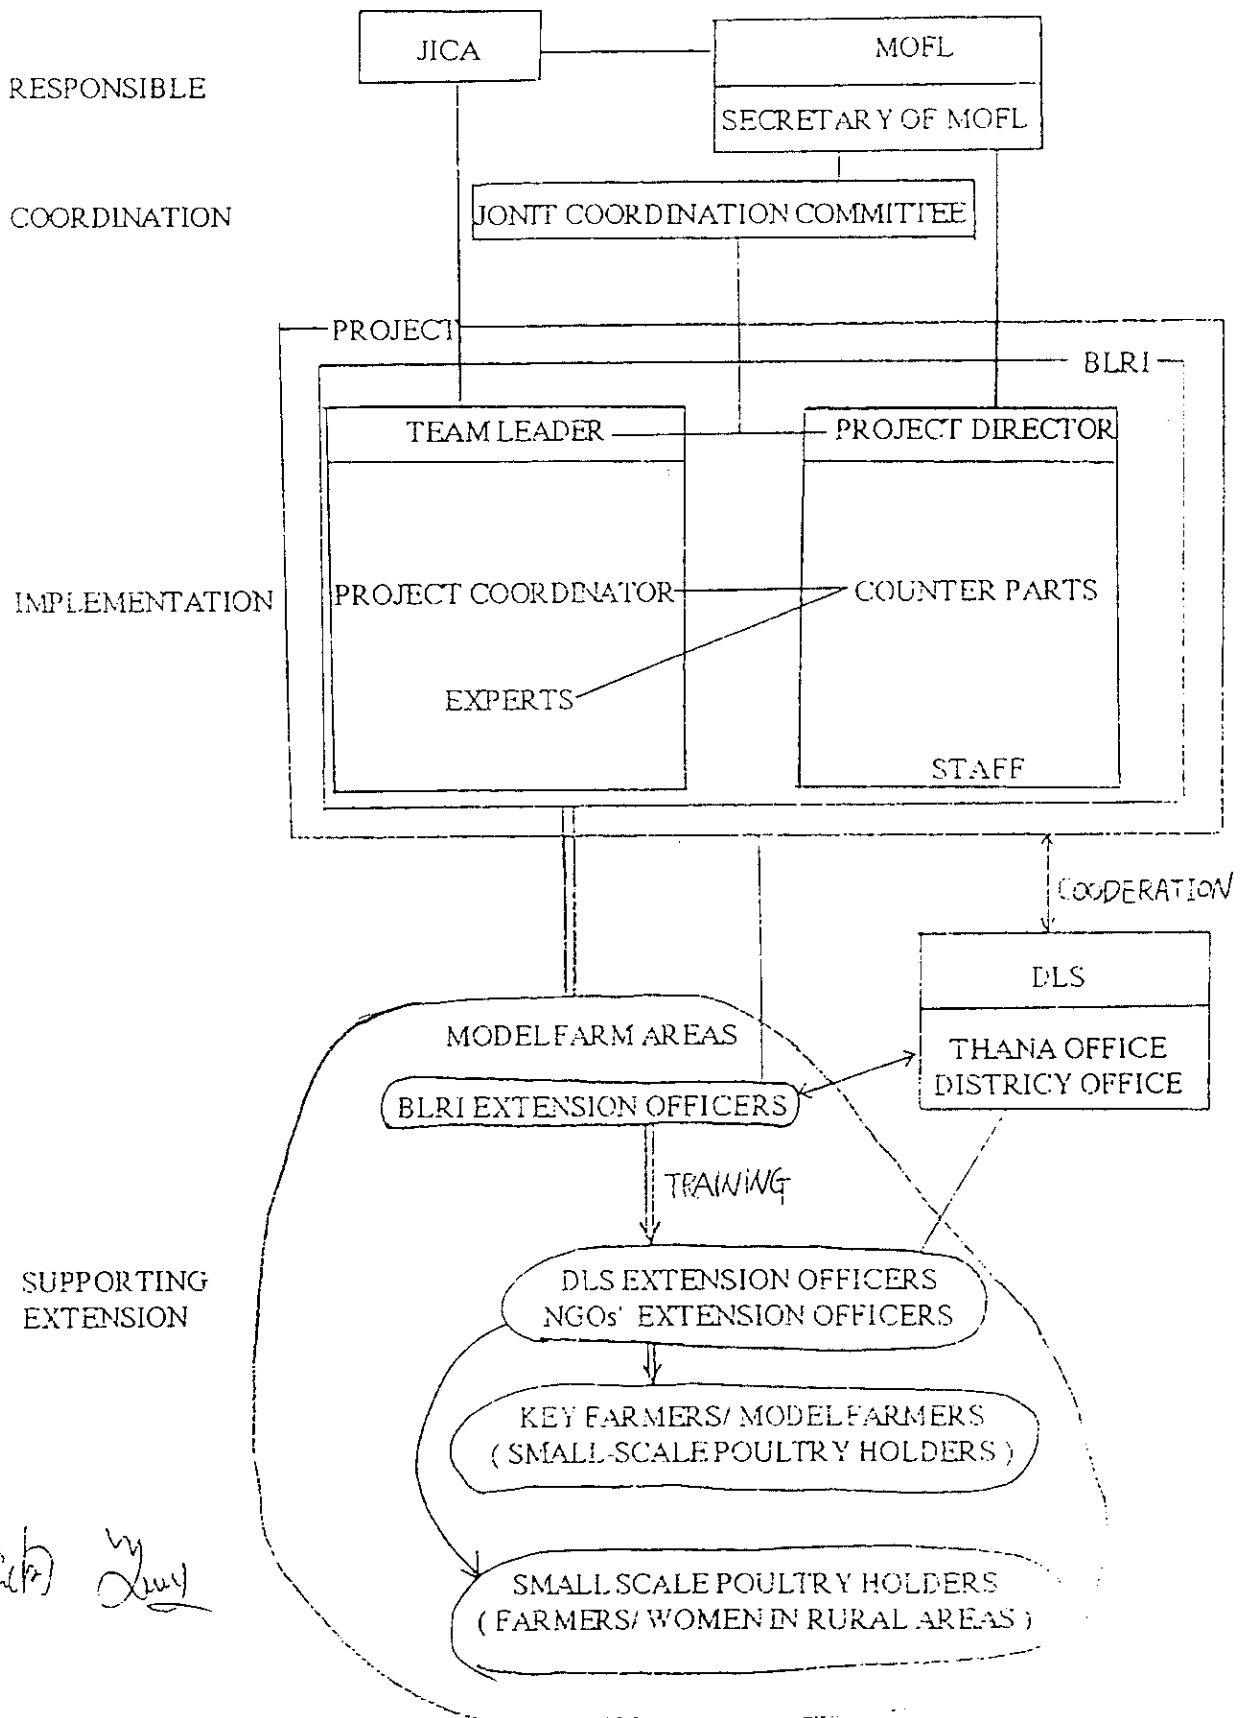 JICA
MOFL
RESPONSIBLE
SECRETARY OF MOFL
COORDINATION
JONIT COORDINATION COMMITTEE
PROJECT
BLRI
TEAM LEADER
PROJECT DIRECTOR
IMPLEMENTATION
PROJECT COORDINATOR
COUNTER PARTS
EXPERTS
STAFF
COODERATION
DLS
MODEL FARM AREAS
THANA OFFICE
DISTRICY OFFICE
BLRI EXTENSION OFFICERS
TRAINING
SUPPORTING
EXTENSION
DLS EXTENSION OFFICERS
NGOs' EXTENSION OFFICERS
KEY FARMERS/ MODEL FARMERS
( SMALL-SCALE POULTRY HOLDERS )
SMALL SCALE POULTRY HOLDERS
( FARMERS/ WOMEN IN RURAL AREAS )